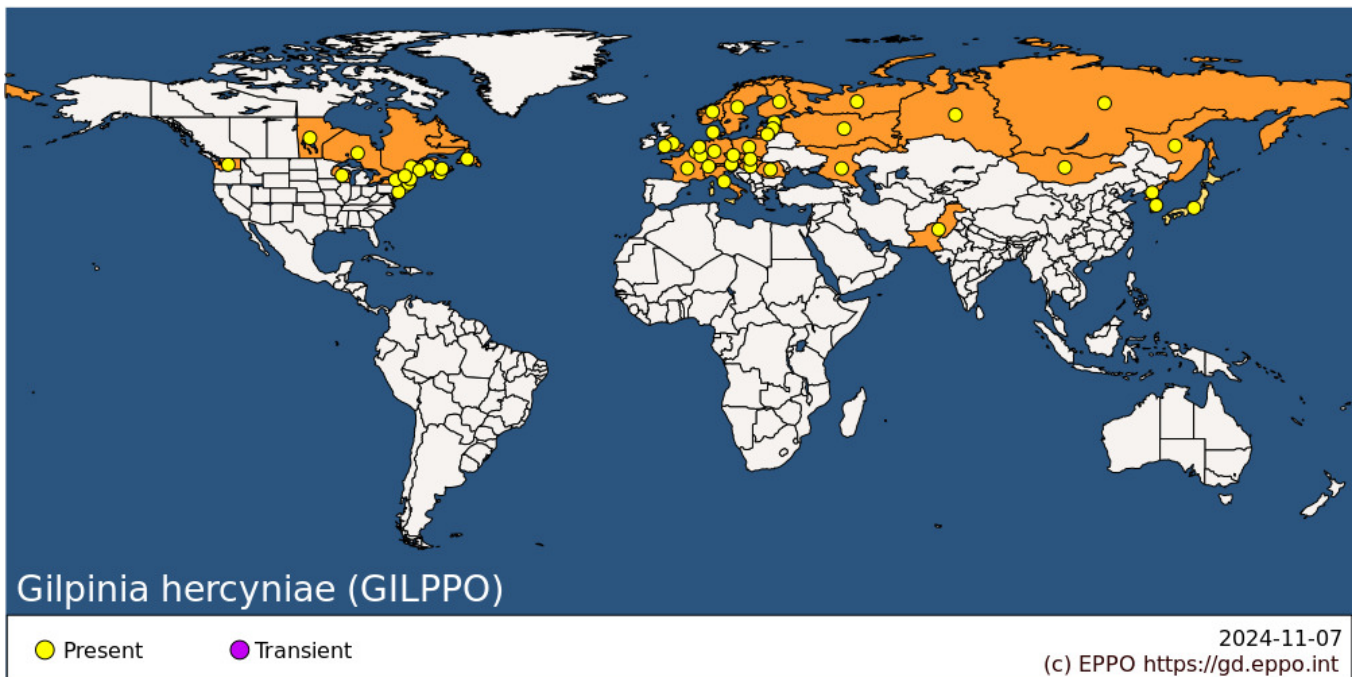 Gilpinia hercyniae (GILPPO)
Present
Transient
2024-11-07
(c) EPPO https://gd.eppo.int